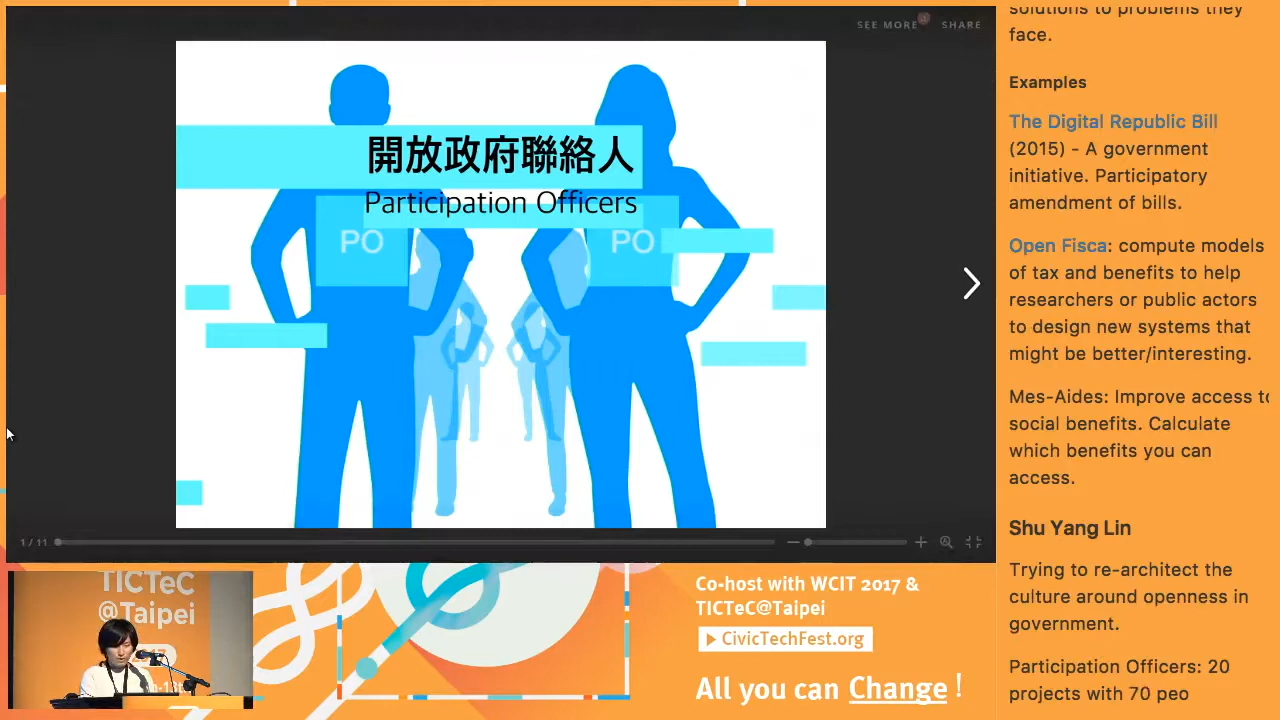 SEE MORE
SHARE
開放政府聯絡人
Participation Officers
PO
PO
1 / 11
TICTeC
@Taipei
Co-host with WCIT 2017 &
TICTeC@Taipei
CivicTechFest.org
All you can Change !
solutions to problems they
face.
Examples
The Digital Republic Bill
(2015) - A government
initiative. Participatory
amendment of bills.
Open Fisca: compute models
of tax and benefits to help
researchers or public actors
to design new systems that
might be better/interesting.
Mes-Aides: Improve access to
social benefits. Calculate
which benefits you can
access.
Shu Yang Lin
Trying to re-architect the
culture around openness in
government.
Participation Officers: 20
projects with 70 peo